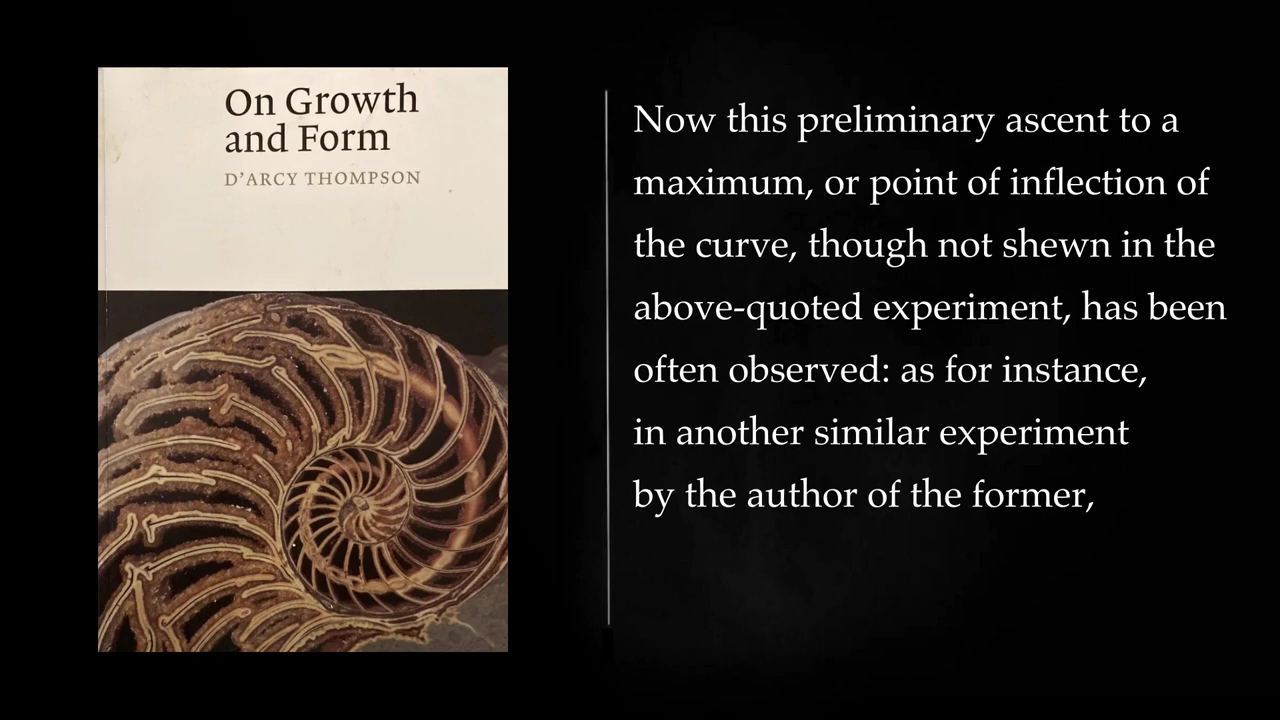 On Growth
and Form
D'ARCY THOMPSON
Now this preliminary ascent to a
maximum, or point of inflection of
the curve, though not shewn in the
above-quoted experiment, has been
often observed: as for instance,
in another similar experiment
by the author of the former,